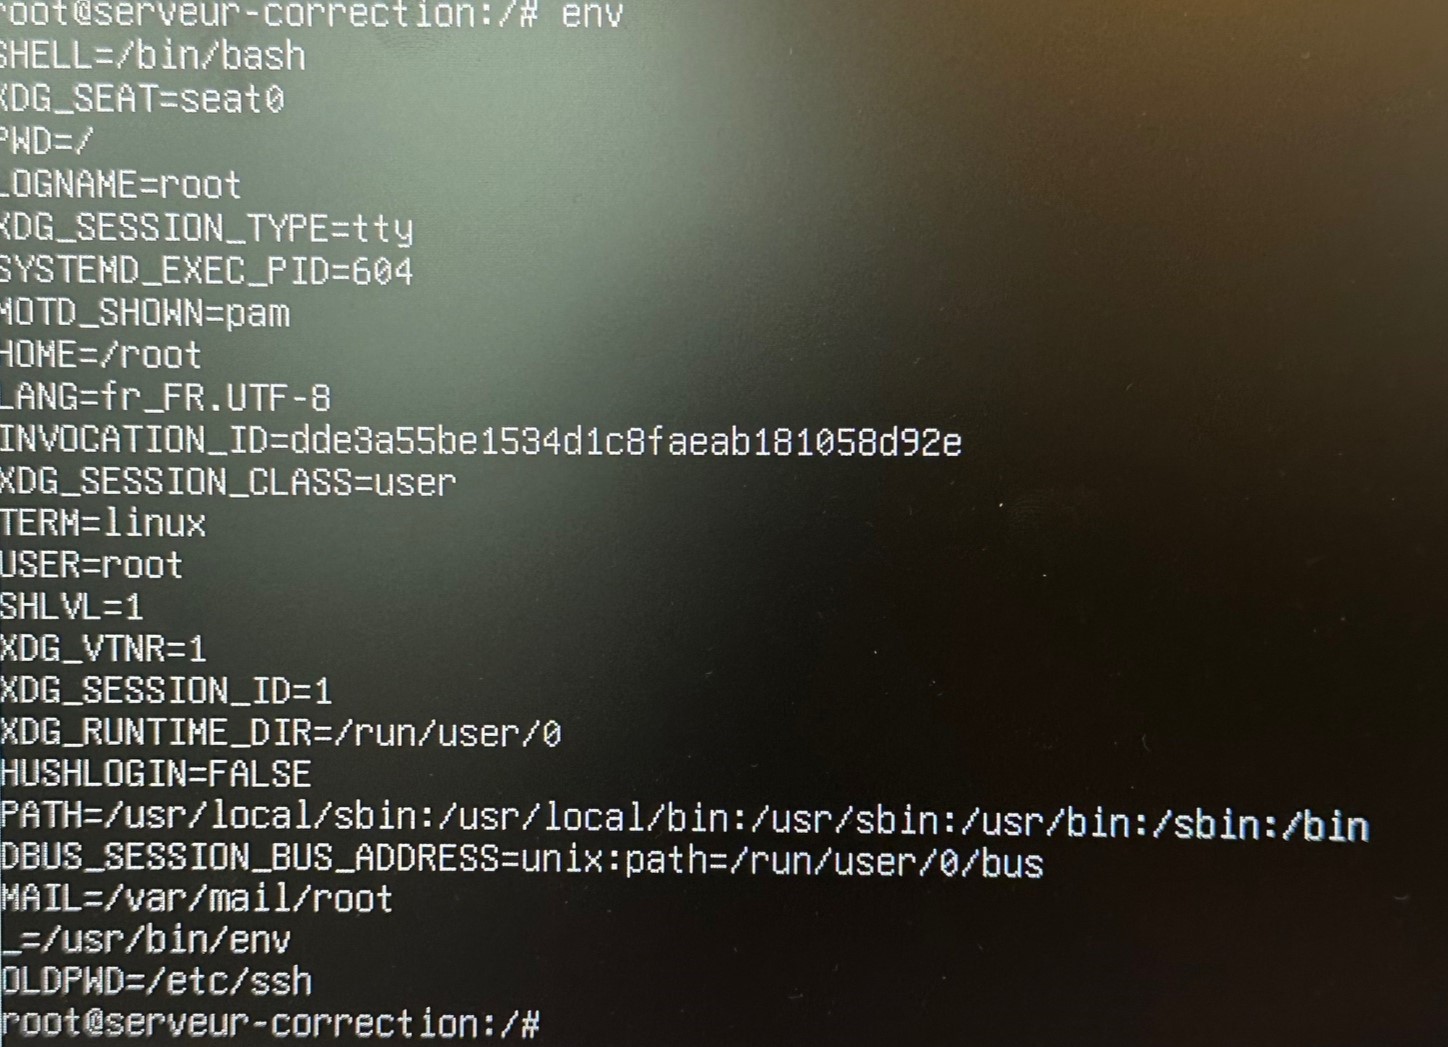 root@serveur-correction:/# env
SHELL=/bin/bash
XDG_SEAT=seat0
PWD=/
LOGNAME=root
XDG_SESSION_TYPE=tty
SYSTEMD_EXEC_PID=604
MOTD_SHOWN=pam
HOME=/root
LANG=fr_FR.UTF-8
INVOCATION_ID=dde3a55be1534d1c8faeab181058d92e
XDG_SESSION_CLASS=user
TERM=linux
USER=root
SHLVL=1
XDG_VTNR=1
XDG_SESSION_ID=1
XDG_RUNTIME_DIR=/run/user/0
HUSHLOGIN=FALSE
PATH=/usr/local/sbin:/usr/local/bin:/usr/sbin:/usr/bin:/sbin:/bin
DBUS_SESSION_BUS_ADDRESS=unix:path=/run/user/0/bus
MAIL=/var/mail/root
_=/usr/bin/env
OLDPWD=/etc/ssh
root@serveur-correction:/#